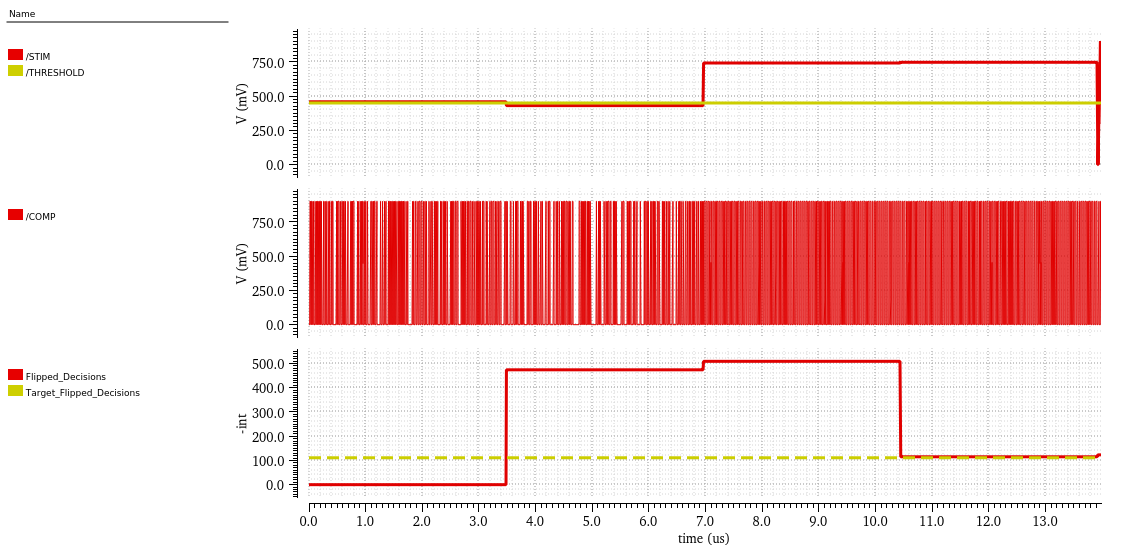 Name
/STIM
/THRESHOLD
V (mV)
750.0
500.0
250.0
0.0
/COMP
V (mV)
750.0
500.0
250.0
0.0
Flipped_Decisions
Target_Flipped_Decisions
-int
500.0
400.0
300.0
200.0
100.0
0.0
0.0 1.0 2.0 3.0 4.0 5.0 6.0 7.0 8.0 9.0 10.0 11.0 12.0 13.0
time (us)